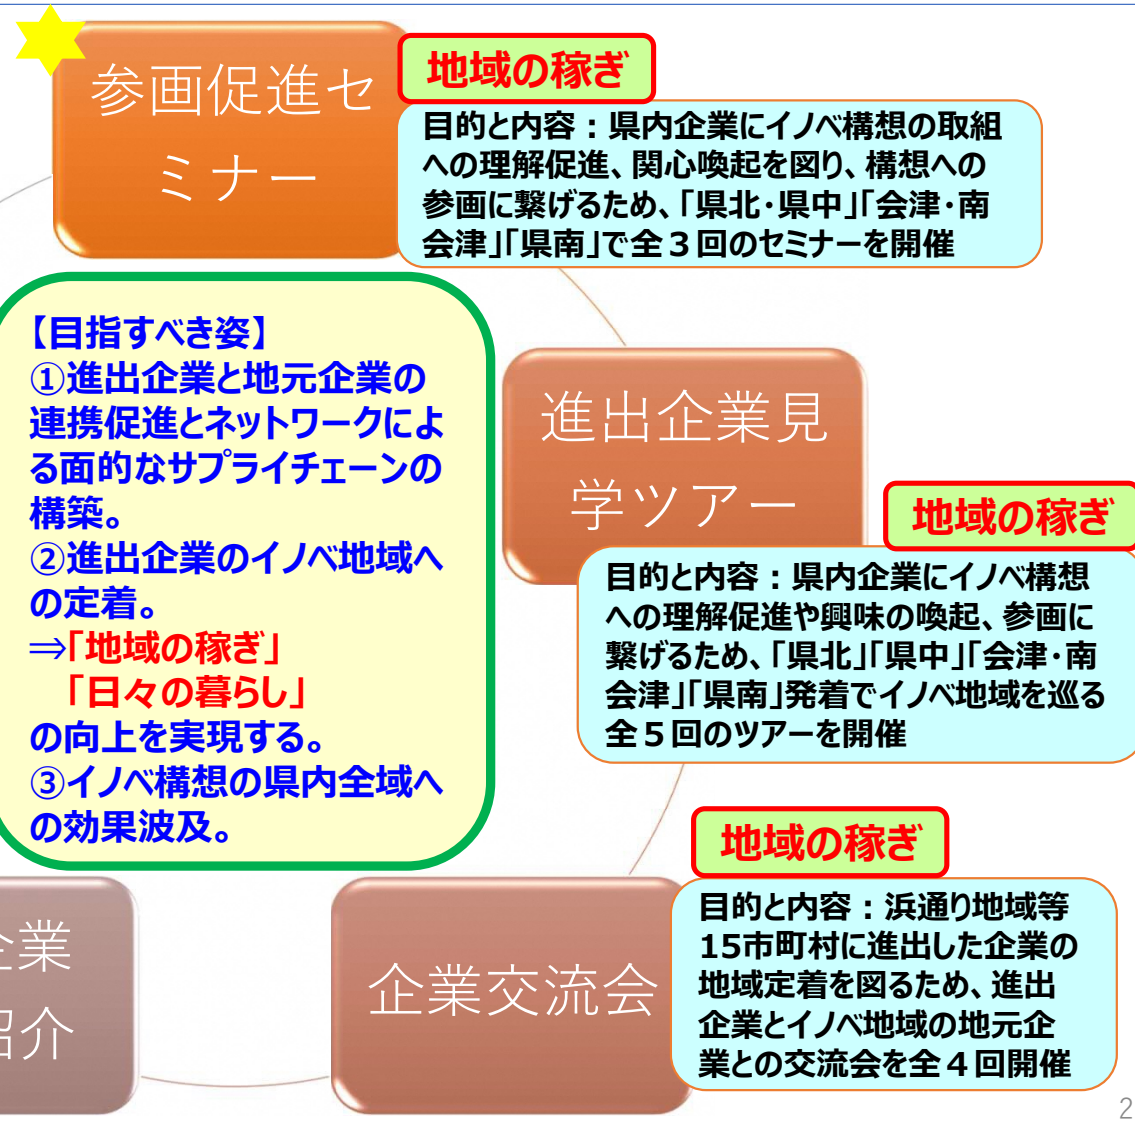 参画促進セ
ミナー
地域の稼ぎ
目的と内容：県内企業にイノベ構想の取組
への理解促進、関心喚起を図り、構想への
参画に繋げるため、「県北・県中」「会津・南
会津」「県南」で全３回のセミナーを開催
【目指すべき姿】
①進出企業と地元企業の
連携促進とネットワークによ
る面的なサプライチェーンの
構築。
②進出企業のイノベ地域へ
の定着。
⇒「地域の稼ぎ」
「日々の暮らし」
の向上を実現する。
③イノベ構想の県内全域へ
の効果波及。
進出企業見
学ツアー
地域の稼ぎ
目的と内容：県内企業にイノベ構想
への理解促進や興味の喚起、参画に
繋げるため、「県北」「県中」「会津・南
会津」「県南」発着でイノベ地域を巡る
全５回のツアーを開催
地域の稼ぎ
企業交流会
目的と内容：浜通り地域等
15市町村に進出した企業の
地域定着を図るため、進出
企業とイノベ地域の地元企
業との交流会を全４回開催
企業
紹介
2